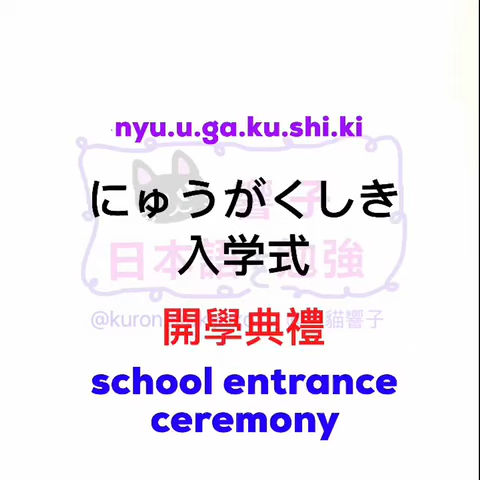 nyu.u.ga.ku.shi.ki
にゅうがくしき
入学式
開學典禮
school entrance
ceremony